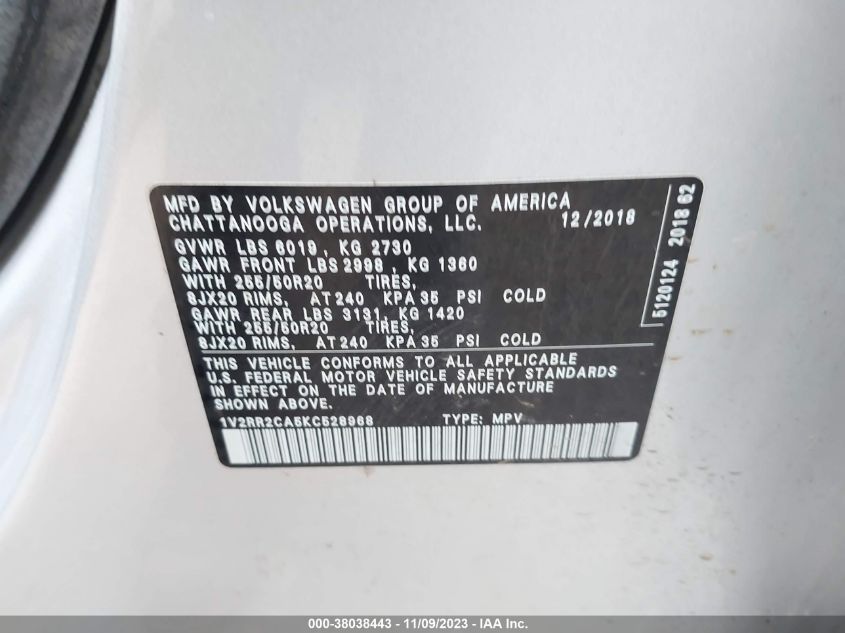 MFD BY VOLKSWAGEN GROUP OF AMERICA
CHATTANOOGA OPERATIONS, LLC. 12/2018
GVWR LBS 6019, KG 2730
GAWR FRONT LBS 2998, KG 1360
WITH 255/50R20 TIRES,
8JX20 RIMS, AT 240 KPA 35 PSI COLD
GAWR REAR LBS 3131, KG 1420
WITH 255/50R20 TIRES,
8JX20 RIMS, AT 240 KPA 35 PSI COLD
THIS VEHICLE CONFORMS TO ALL APPLICABLE
U.S. FEDERAL MOTOR VEHICLE SAFETY STANDARDS
IN EFFECT ON THE DATE OF MANUFACTURE
SHOWN ABOVE.
1V2RR2CA5KC528968 TYPE: MPV
5120124 2018 62
000-38038443 - 11/09/2023 - IAA Inc.